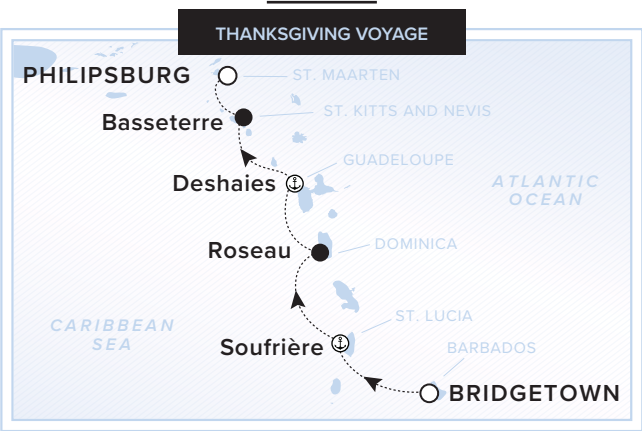 THANKSGIVING VOYAGE
PHILIPSBURG
ST. MAARTEN
Basseterre
ST. KITTS AND NEVIS
GUADELOUPE
Deshaies
ATLANTIC
OCEAN
Roseau
DOMINICA
CARIBBEAN
SEA
ST. LUCIA
Soufrière
BARBADOS
BRIDGETOWN